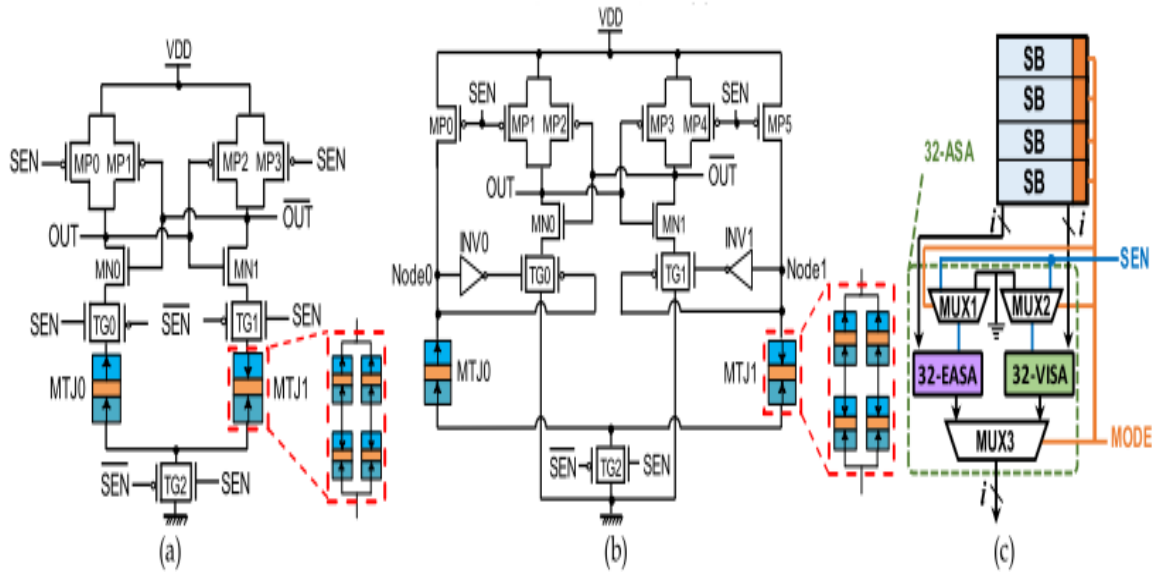 VDD
SEN
MP0
MP1
MP2
MP3
SEN
OUT
OUT
MN0
MN1
SEN
TG0
SEN
TG1
SEN
MTJ0
MTJ1
SEN
TG2
SEN
(a)
VDD
MP0
SEN
MP1
MP2
MP3
MP4
SEN
MP5
OUT
OUT
MN0
MN1
INV0
INV1
Node0
TG0
TG1
Node1
MTJ0
MTJ1
SEN
TG2
SEN
(b)
SB
SB
SB
SB
32-ASA
i
i
SEN
MUX1
MUX2
32-EASA
32-VISA
MUX3
MODE
i
(c)